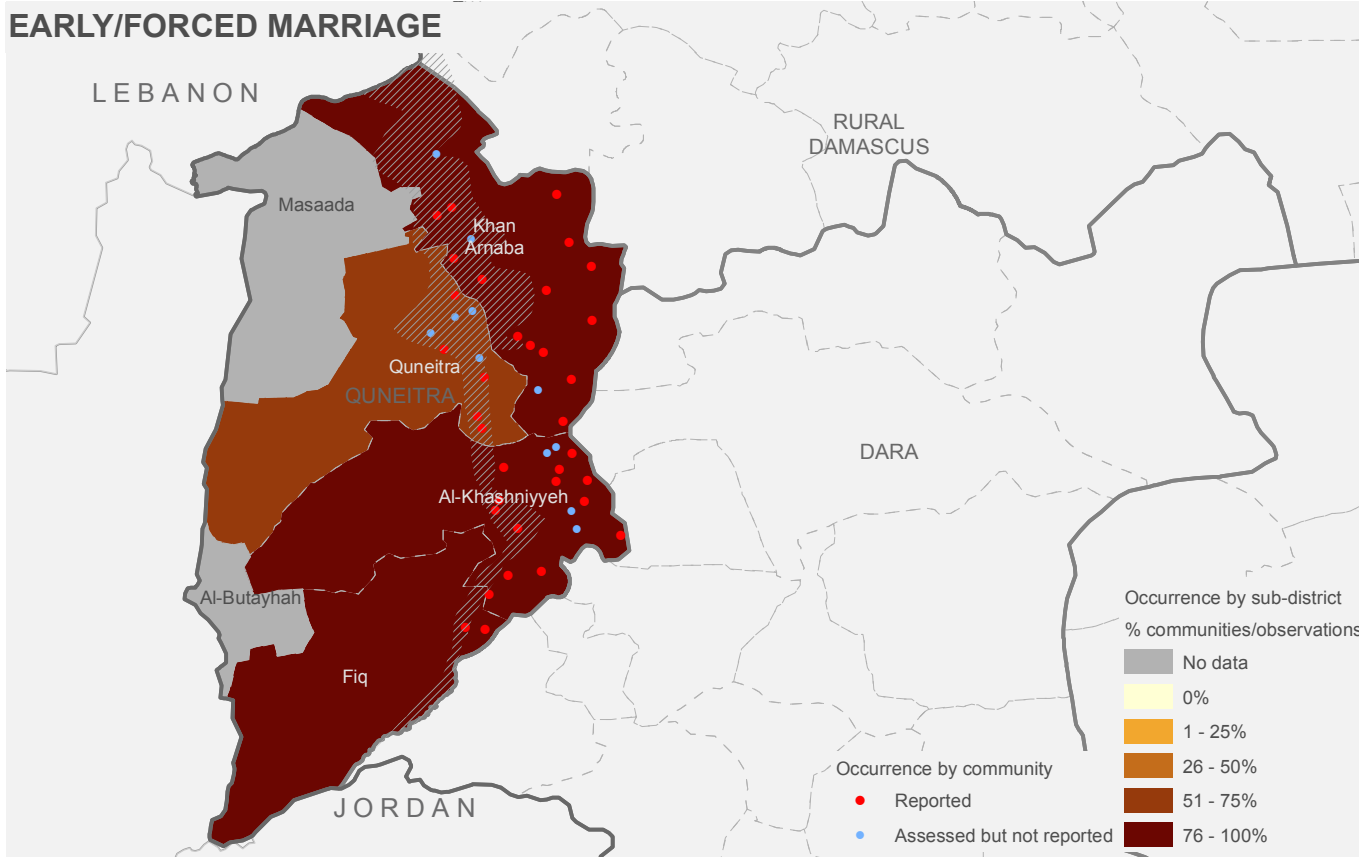 EARLY/FORCED MARRIAGE
LEBANON
RURAL
DAMASCUS
Masaada
Khan
Arnaba
Quneitra
QUNEITRA
DARA
Al-Khashniyyeh
Al-Butayhah
Fiq
JORDAN
Occurrence by sub-district
% communities/observations
No data
0%
1 - 25%
26 - 50%
51 - 75%
76 - 100%
Occurrence by community
Reported
Assessed but not reported